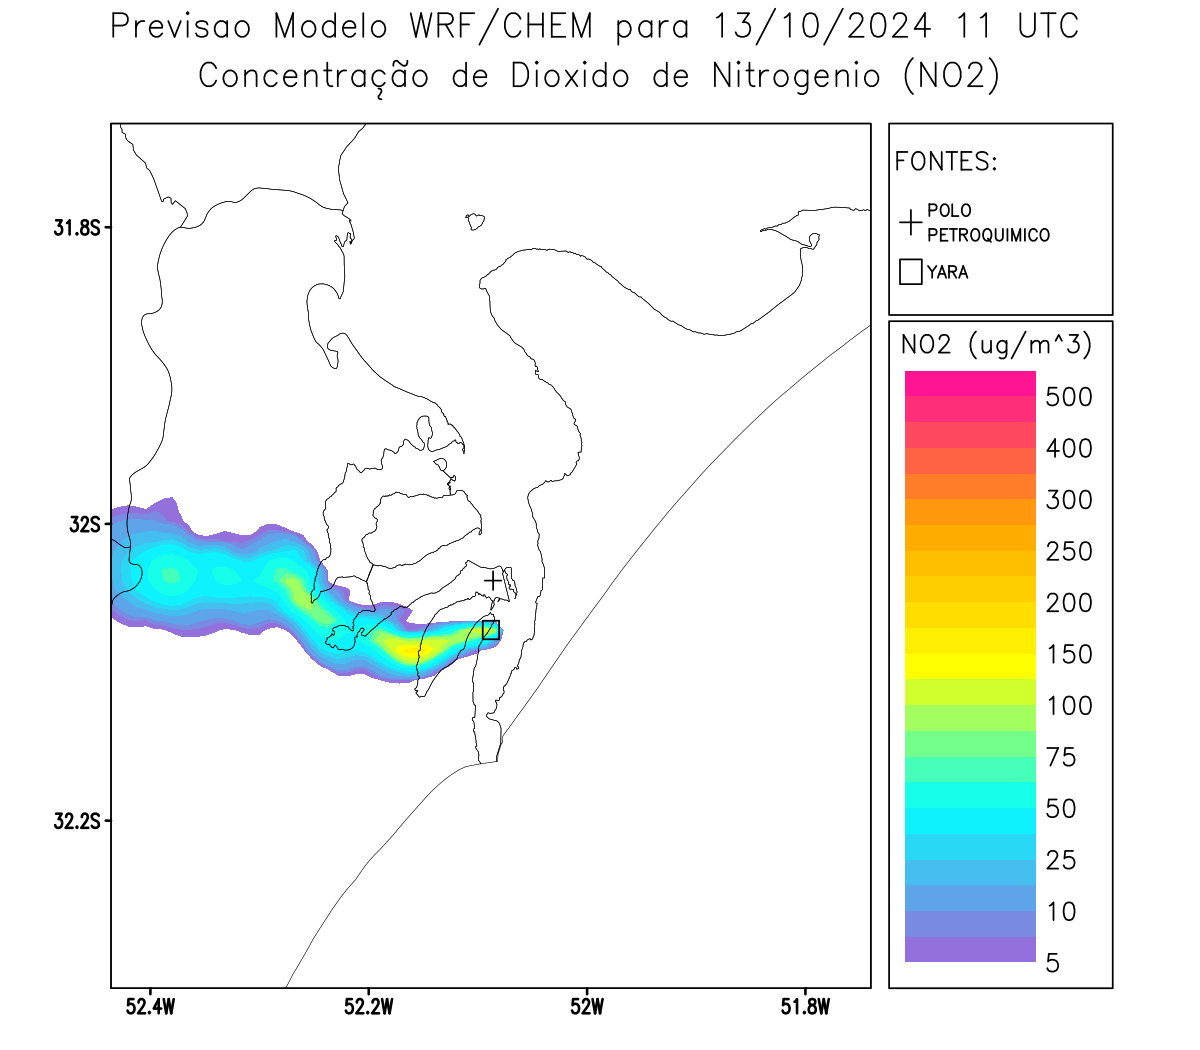 Previsao Modelo WRF/CHEM para 13/10/2024 11 UTC
Concentração de Dioxido de Nitrogenio (NO2)
FONTES:
POLO
PETROQUIMICO
YARA
NO2 (ug/m^3)
500
400
300
250
200
150
100
75
50
25
10
5
31.8S
32S
32.2S
52.4W
52.2W
52W
51.8W